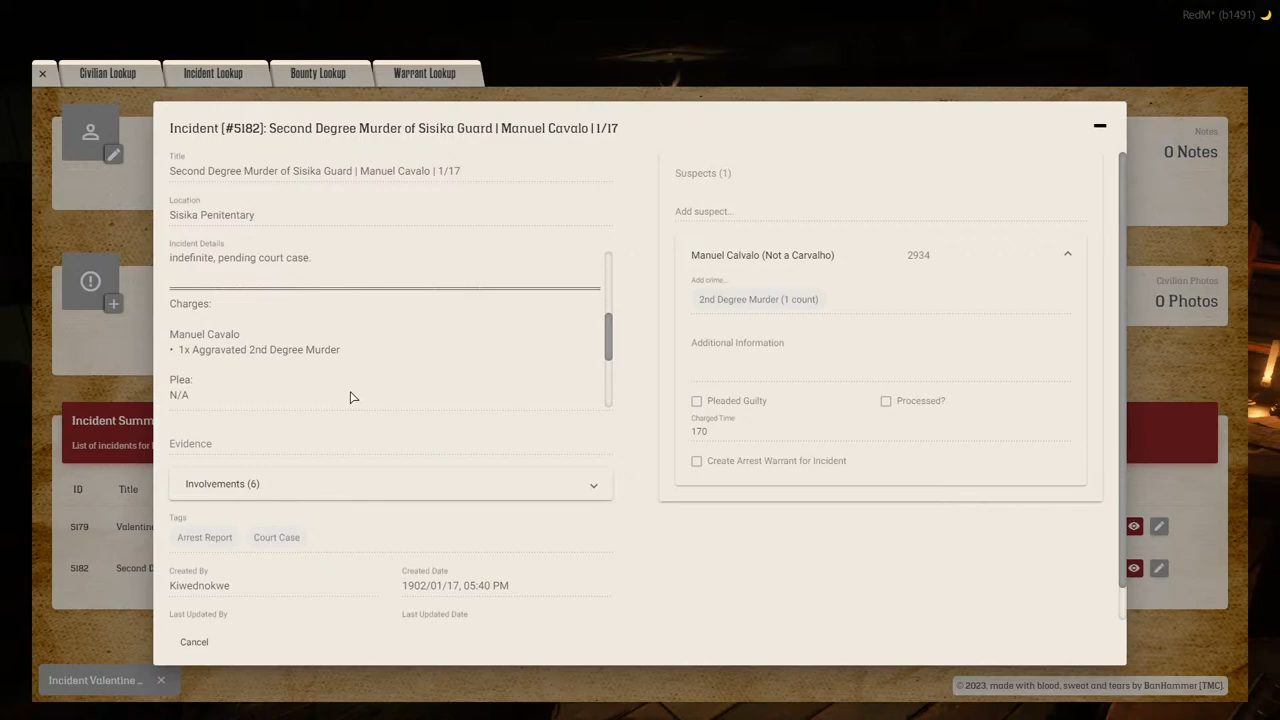 RedM* (b1491) 🌙
× Civilian Lookup Incident Lookup Bounty Lookup Warrant Lookup
Incident [#5182]: Second Degree Murder of Sisika Guard | Manuel Cavalo | 1/17
Title
Second Degree Murder of Sisika Guard | Manuel Cavalo | 1/17
Location
Sisika Penitentary
Incident Details
indefinite, pending court case.
Charges:
Manuel Cavalo
• 1x Aggravated 2nd Degree Murder
Plea:
N/A
Evidence
Involvements (6)
Tags
Arrest Report Court Case
Created By
Kiwednokwe
Created Date
1902/01/17, 05:40 PM
Last Updated By
Last Updated Date
Cancel
Suspects (1)
Add suspect...
Manuel Calvalo (Not a Carvalho) 2934
Add crime...
2nd Degree Murder (1 count)
Additional Information
Pleaded Guilty
Processed?
Charged Time
170
Create Arrest Warrant for Incident
Notes
0 Notes
Civilian Photos
0 Photos
Incident Summ
List of incidents for
ID Title
5179 Valentine
5182 Second D
Incident Valentine ... ×
© 2023, made with blood, sweat and tears by BanHammer [TMC].